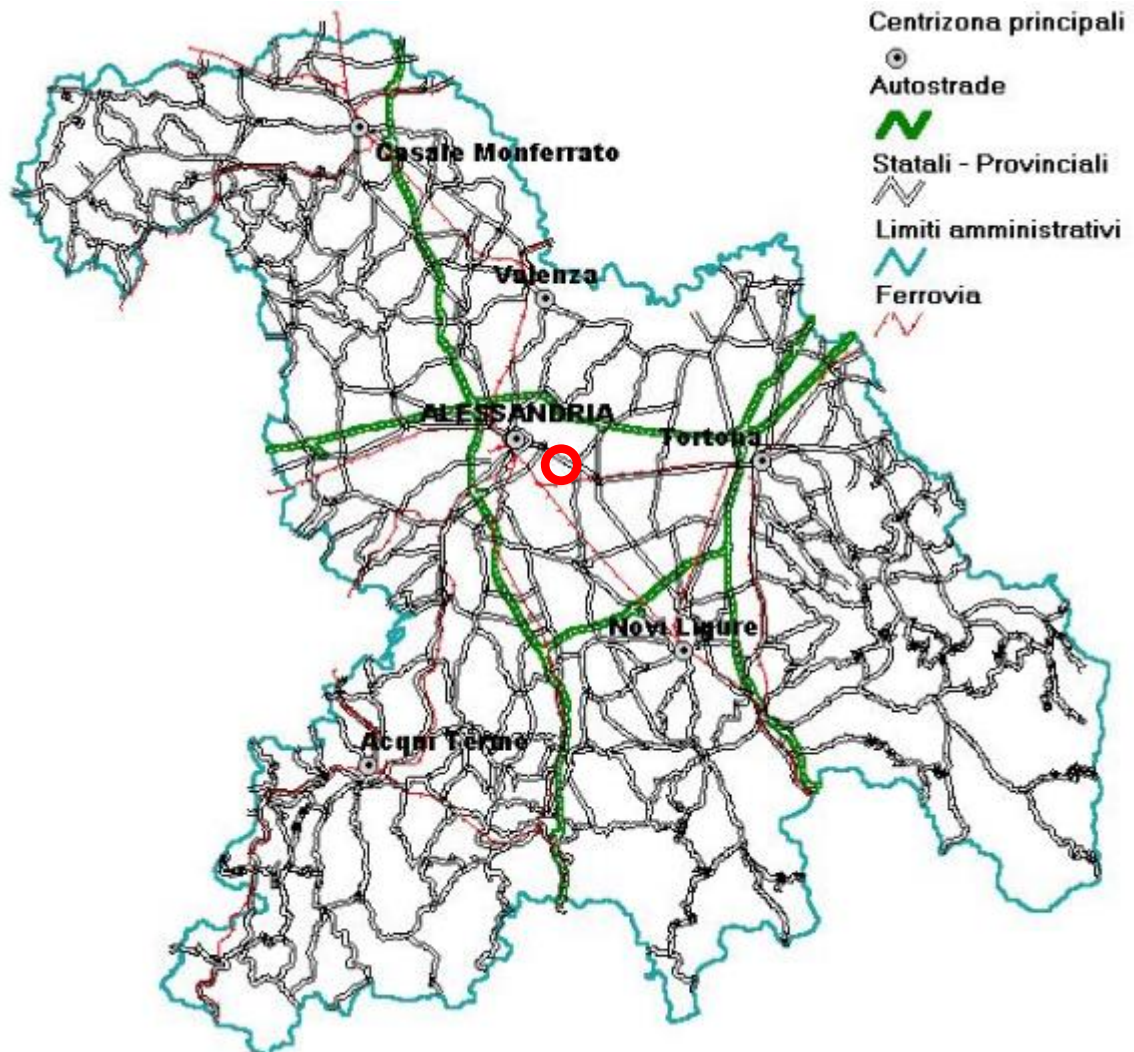 Centrizona principali
Autostrade
Statali - Provinciali
Limiti amministrativi
Ferrovia
Casale Monferrato
Valenza
ALESSANDRIA
Tortona
Novi Ligure
Acqui Terme